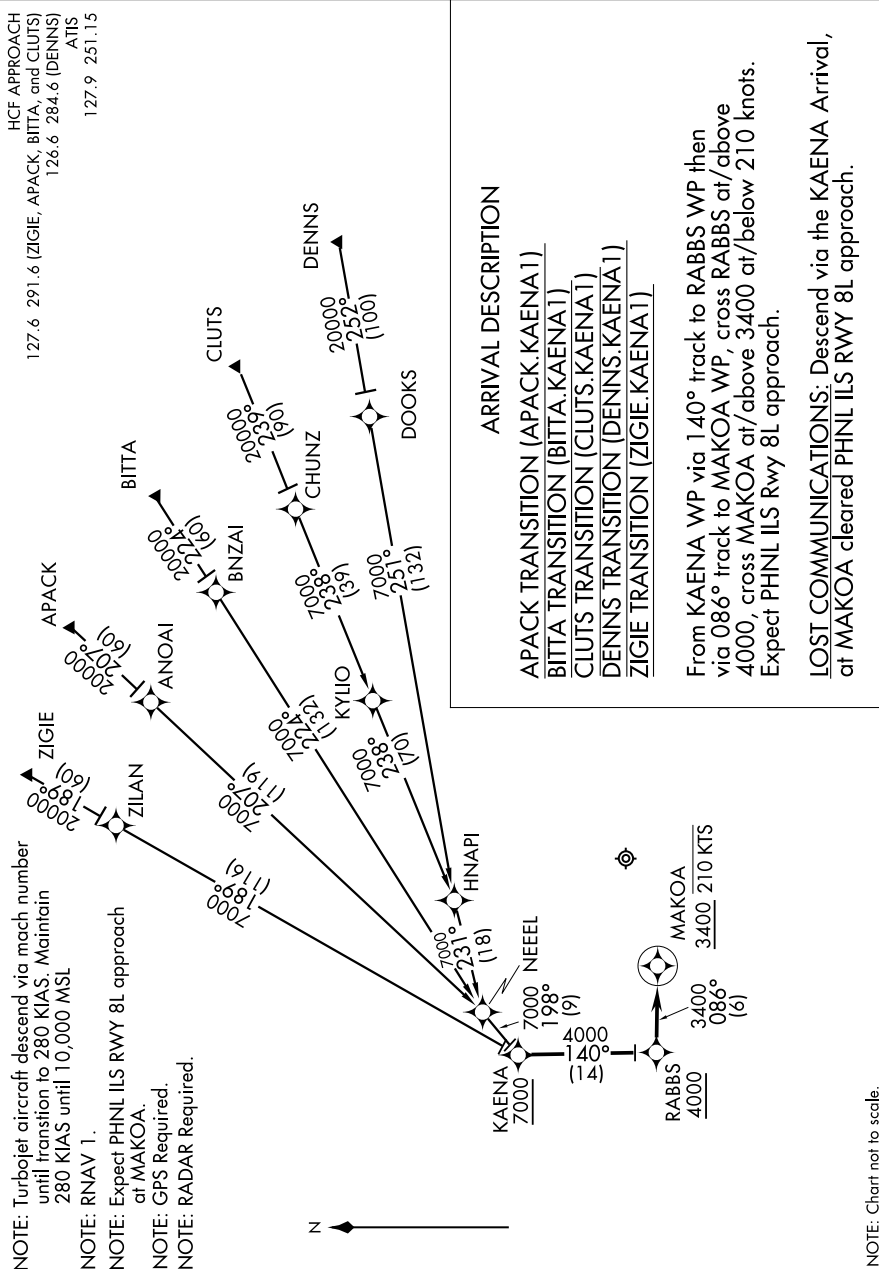 HCF APPROACH
127.6 291.6 (ZIGIE, APACK, BITTA, and CLUTS)
126.6 284.6 (DENNS)
ATIS
127.9 251.15
NOTE: Turbojet aircraft descend via mach number
until transtion to 280 KIAS. Maintain
280 KIAS until 10,000 MSL
NOTE: RNAV 1.
NOTE: Expect PHNL ILS RWY 8L approach
at MAKOA.
NOTE: GPS Required.
NOTE: RADAR Required.
N
ZIGIE
20000
189°
(60)
ZILAN
7000
189°
(116)
APACK
20000
207°
(60)
ANOAI
7000
207°
(119)
BITTA
20000
224°
(60)
BNZAI
7000
224°
(132)
CLUTS
20000
239°
(90)
CHUNZ
7000
238°
(39)
KYLIO
7000
238°
(70)
DENNS
20000
252°
(100)
DOOKS
7000
251°
(132)
HNAPI
7000
231°
(18)
NEEEL
7000
198°
(9)
KAENA
7000
4000
140°
(14)
RABBS
4000
3400
086°
(6)
MAKOA
3400 210 KTS
ARRIVAL DESCRIPTION
APACK TRANSITION (APACK.KAENA1)
BITTA TRANSITION (BITTA.KAENA1)
CLUTS TRANSITION (CLUTS.KAENA1)
DENNS TRANSITION (DENNS.KAENA1)
ZIGIE TRANSITION (ZIGIE.KAENA1)
From KAENA WP via 140° track to RABBS WP then
via 086° track to MAKOA WP, cross RABBS at/above
4000, cross MAKOA at/above 3400 at/below 210 knots.
Expect PHNL ILS Rwy 8L approach.
LOST COMMUNICATIONS: Descend via the KAENA Arrival,
at MAKOA cleared PHNL ILS RWY 8L approach.
NOTE: Chart not to scale.